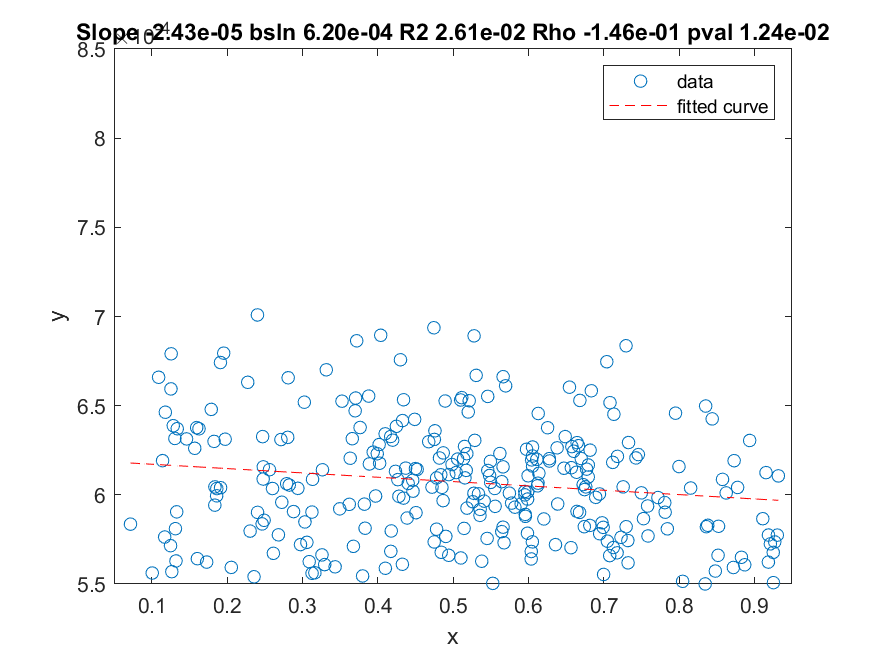 Slope -2.43e-05 bsln 6.20e-04 R2 2.61e-02 Rho -1.46e-01 pval 1.24e-02
×10⁻⁴
8.5
data
fitted curve
8
7.5
7
y
6.5
6
5.5
0.1 0.2 0.3 0.4 0.5 0.6 0.7 0.8 0.9
x